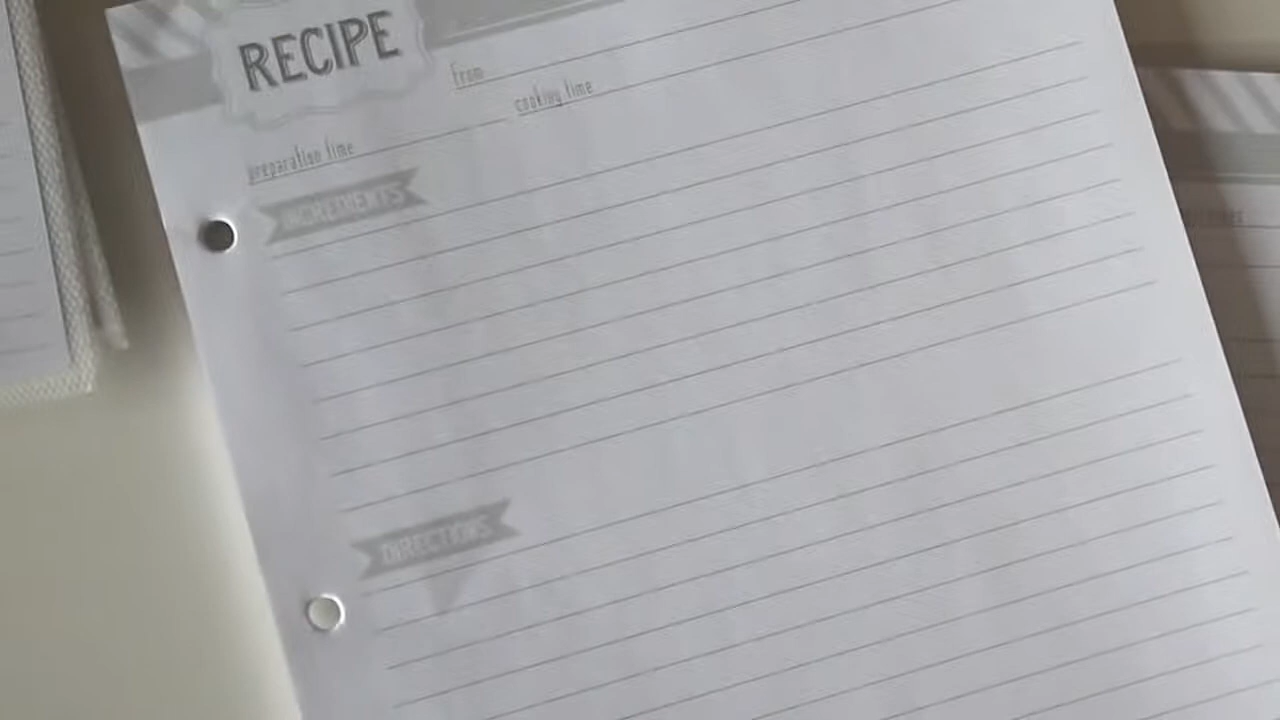 RECIPE
from
cooking time
preparation time
INGREDIENTS
DIRECTIONS